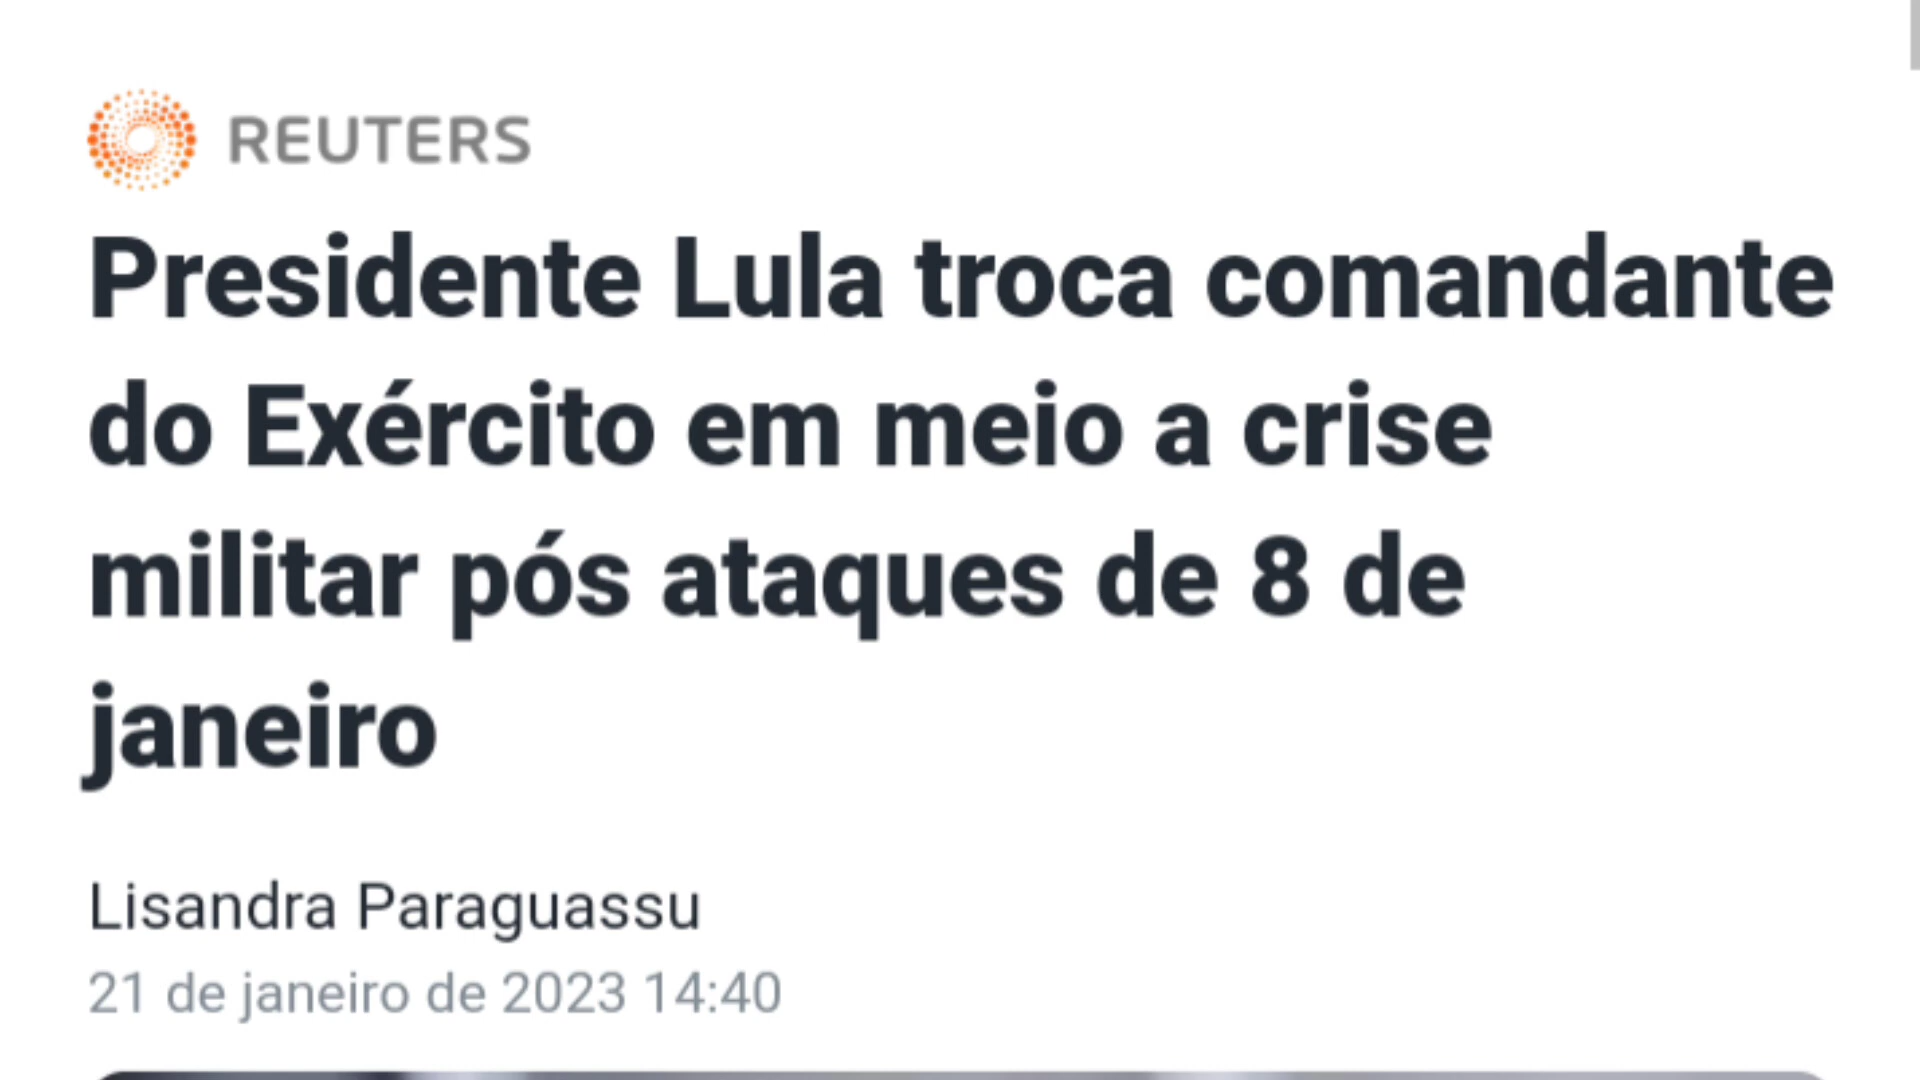 REUTERS
Presidente Lula troca comandante
do Exército em meio a crise
militar pós ataques de 8 de
janeiro
Lisandra Paraguassu
21 de janeiro de 2023 14:40